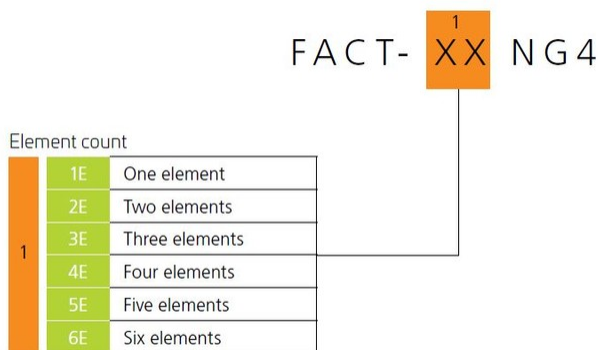 1
FACT- XX NG4
Element count
1
1E One element
2E Two elements
3E Three elements
4E Four elements
5E Five elements
6E Six elements